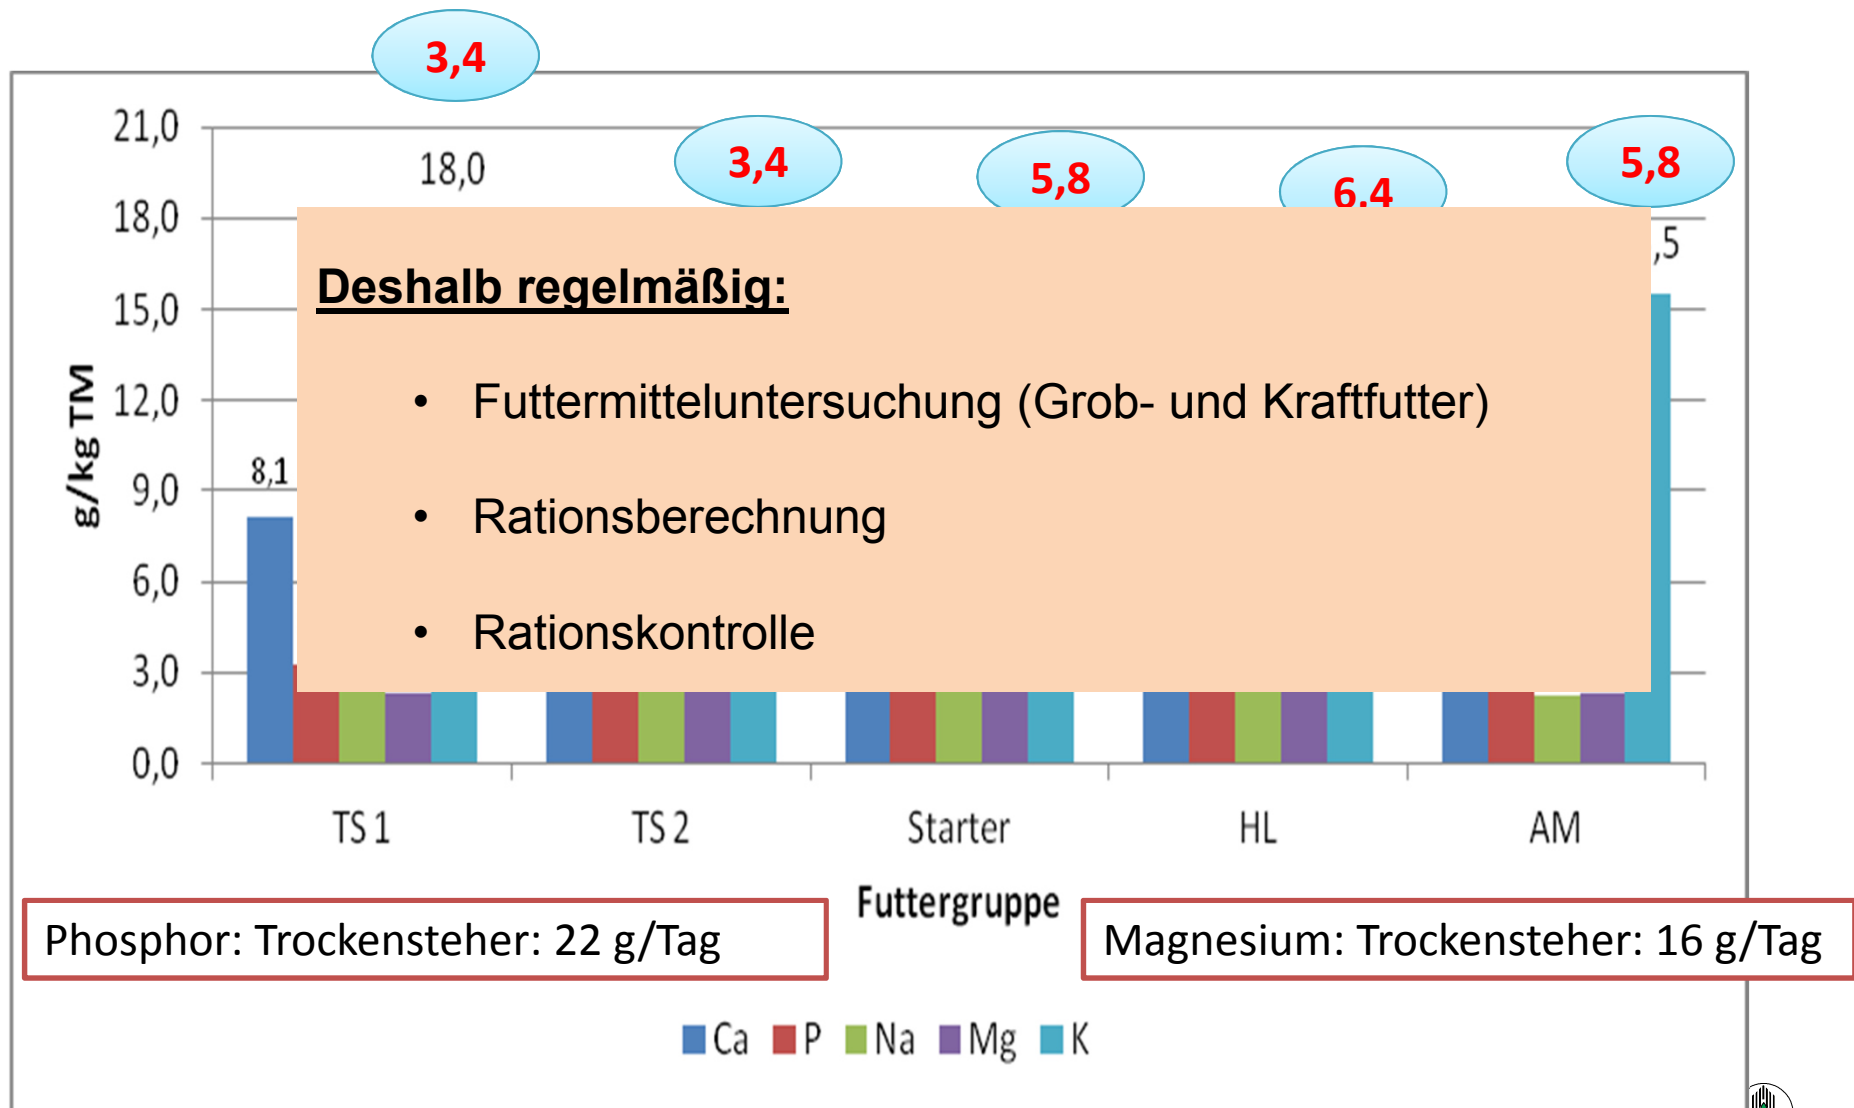 3,4
3,4
5,8
6,4
5,8
21,0
18,0
18,0
,5
15,0
12,0
9,0
8,1
6,0
3,0
0,0
g/kg TM
Deshalb regelmäßig:
• Futtermitteluntersuchung (Grob- und Kraftfutter)
• Rationsberechnung
• Rationskontrolle
TS 1 TS 2 Starter HL AM
Futtergruppe
Phosphor: Trockensteher: 22 g/Tag
Magnesium: Trockensteher: 16 g/Tag
Ca P Na Mg K